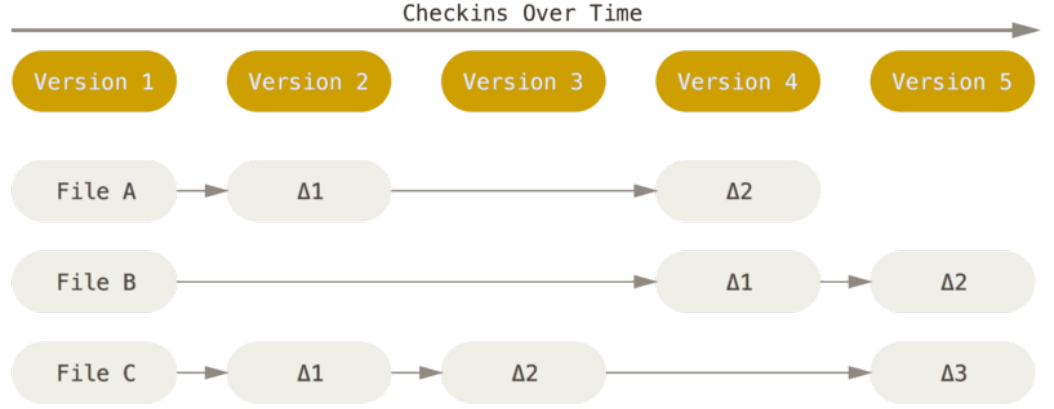 Checkins Over Time
Version 1 Version 2 Version 3 Version 4 Version 5
File A Δ1 Δ2
File B Δ1 Δ2
File C Δ1 Δ2 Δ3